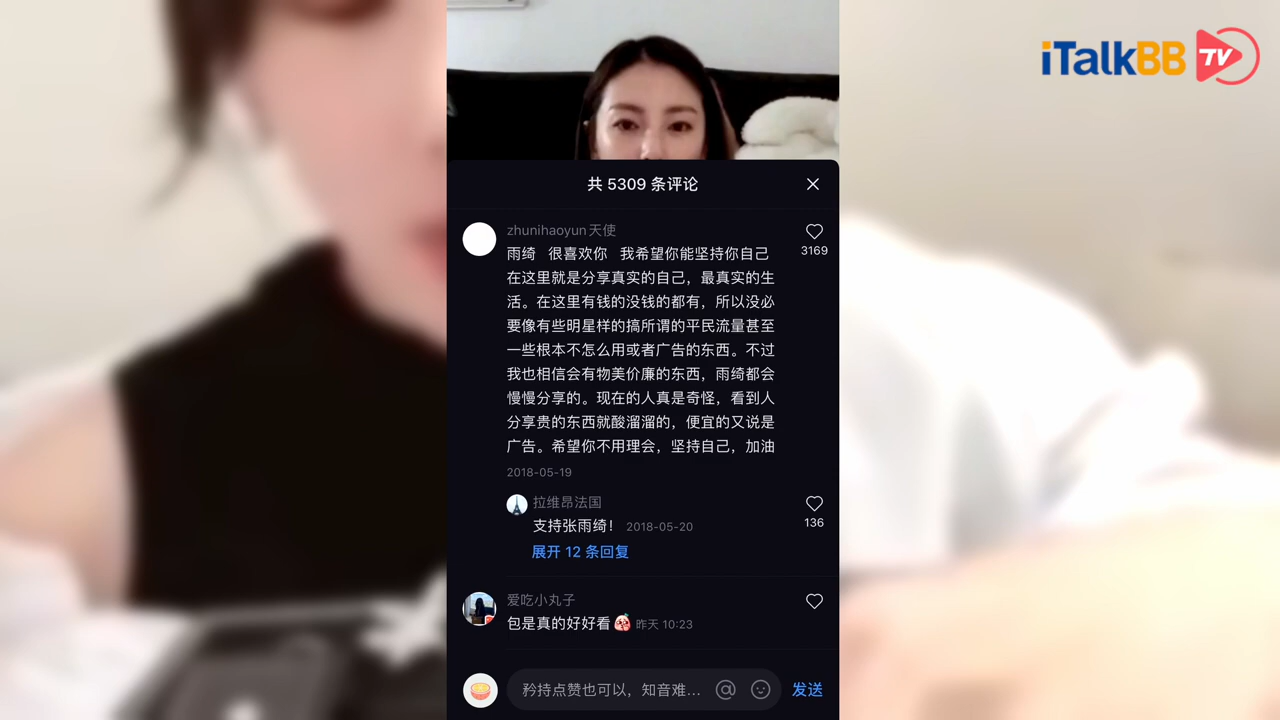 iTalkBB TV
共 5309 条评论
zhunihaoyun天使
雨绮 很喜欢你 我希望你能坚持你自己
在这里就是分享真实的自己，最真实的生
活。在这里有钱的没钱的都有，所以没必
要像有些明星样的搞所谓的平民流量甚至
一些根本不怎么用或者广告的东西。不过
我也相信会有物美价廉的东西，雨绮都会
慢慢分享的。现在的人真是奇怪，看到人
分享贵的东西就酸溜溜的，便宜的又说是
广告。希望你不用理会，坚持自己，加油
3169
2018-05-19
拉维昂法国
支持张雨绮！ 2018-05-20
136
展开 12 条回复
爱吃小丸子
包是真的好好看 昨天 10:23
矜持点赞也可以，知音难...
@
发送